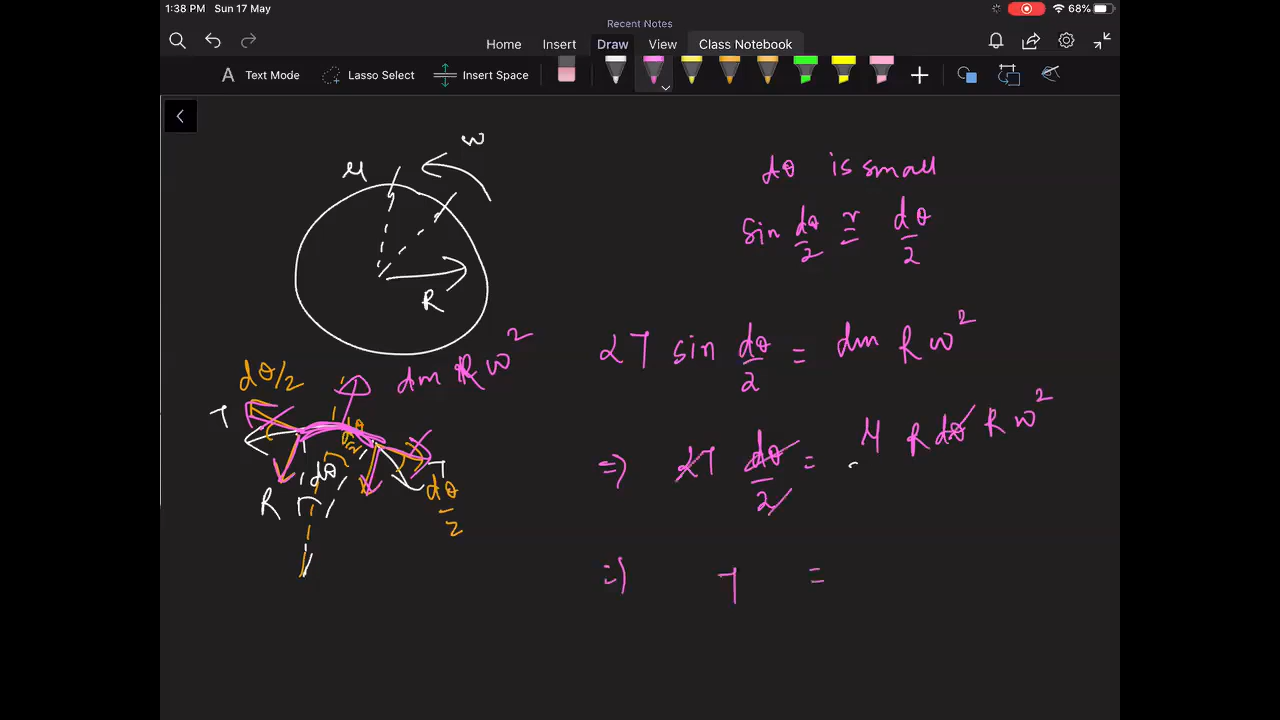 1:38 PM Sun 17 May
68%
Recent Notes
Home Insert Draw View Class Notebook
A Text Mode Lasso Select Insert Space
μ
ω
R
dθ is small
sin dθ/2 ≅ dθ/2
2T sin dθ/2 = dm R ω²
dm R ω²
dθ/2
T
dθ/2
dθ
T
R
dθ/2
⇒ 2T dθ/2 = μ R dθ R ω²
⇒ T =